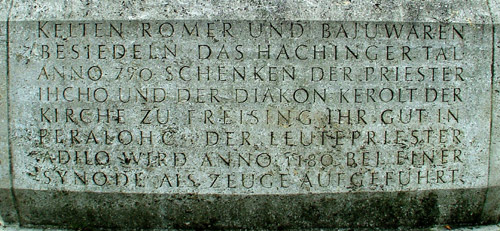 KELTEN RÖMER UND BAJUWAREN
BESIEDELN DAS HACHINGER TAL
ANNO 790 SCHENKEN DER PRIESTER
IHCHO UND DER DIAKON KEROLT DER
KIRCHE ZU FREISING IHR GUT IN
PERALOHC DER LEUTEPRIESTER
ADILO WIRD ANNO 1180 BEI EINER
SYNODE ALS ZEUGE AUFGEFÜHRT.